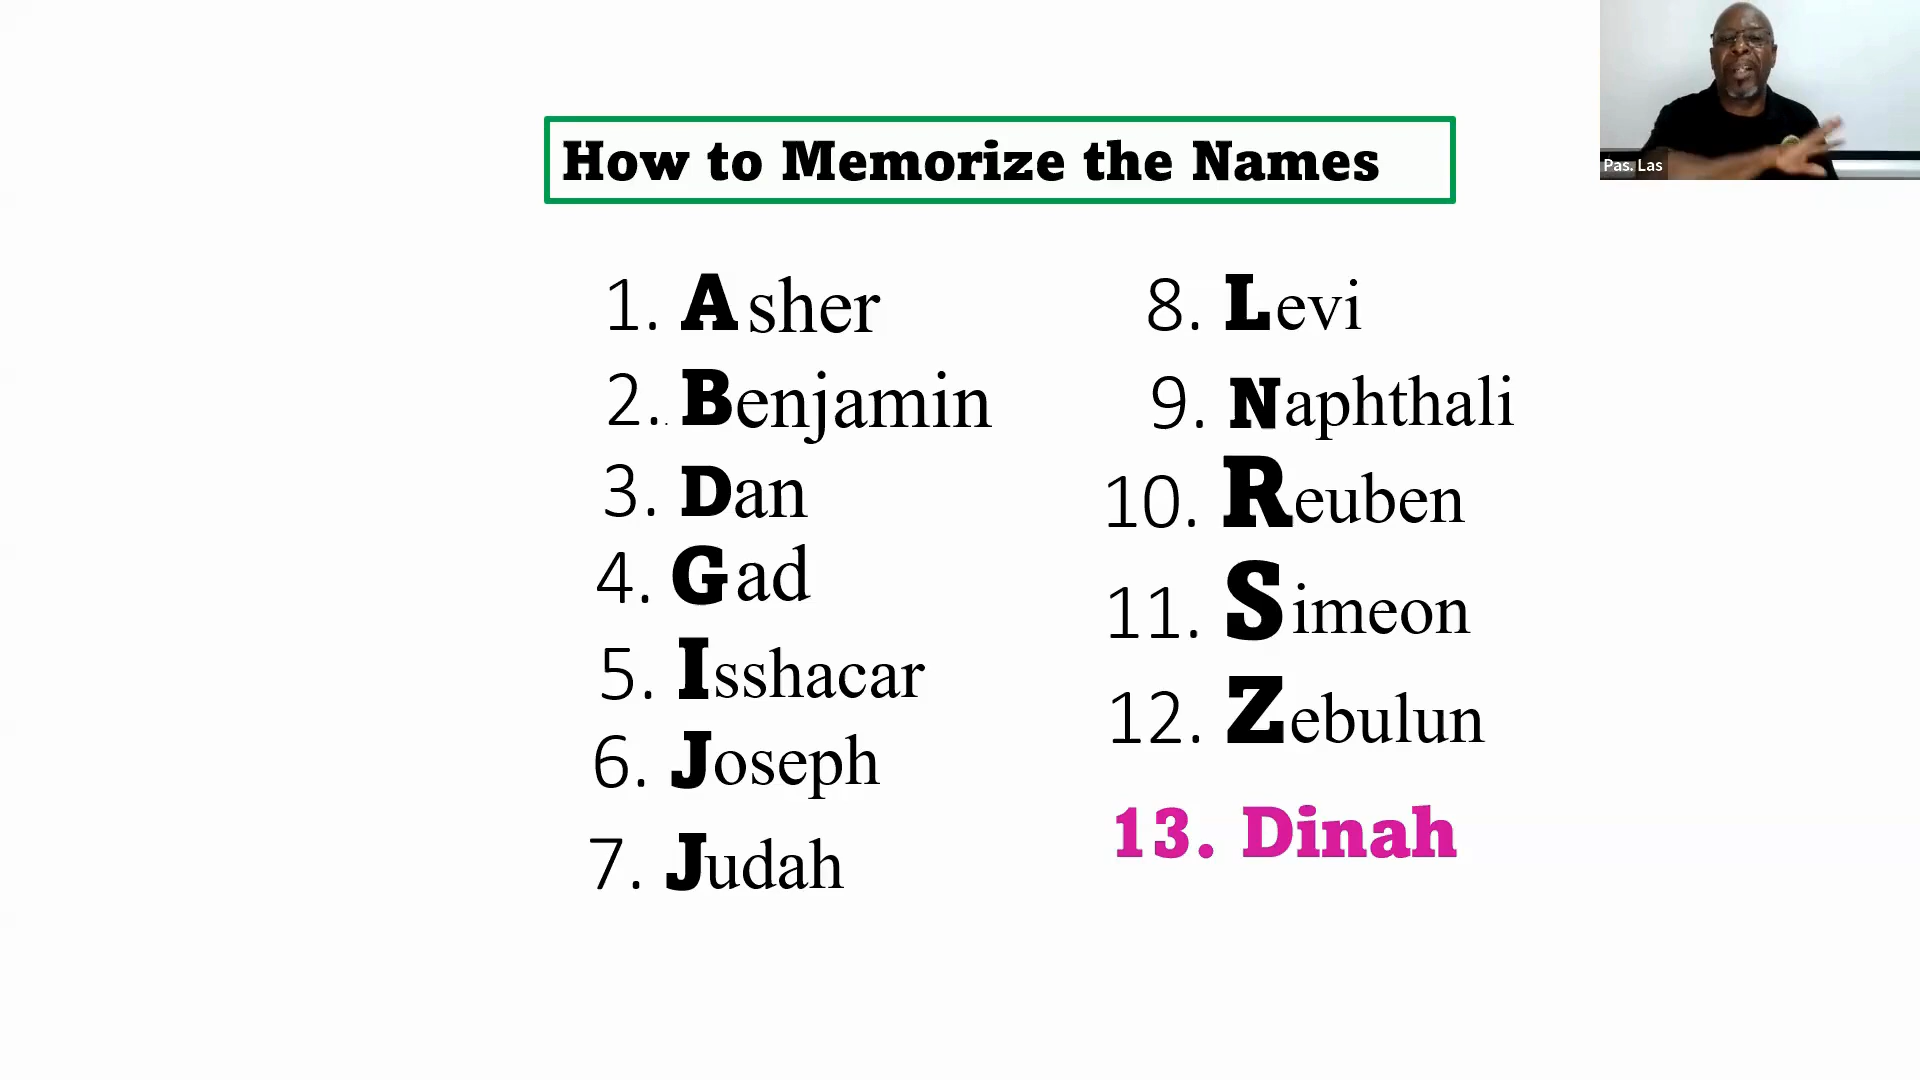 How to Memorize the Names
1. Asher
2. Benjamin
3. Dan
4. Gad
5. Isshacar
6. Joseph
7. Judah
8. Levi
9. Naphthali
10. Reuben
11. Simeon
12. Zebulun
13. Dinah
Pas. Las